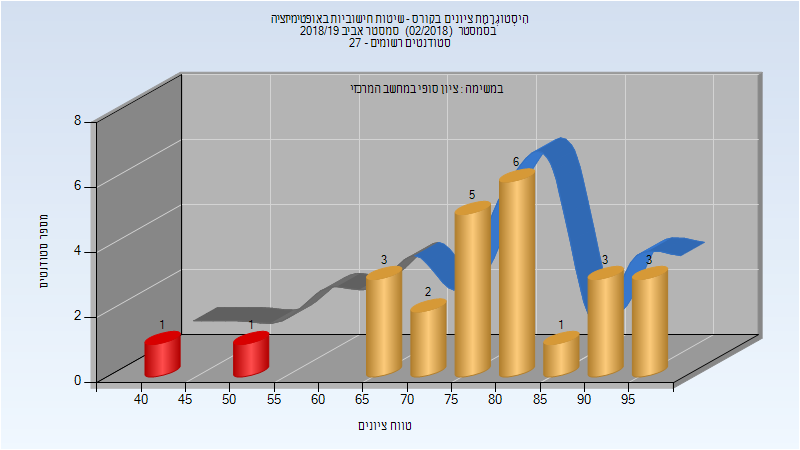 היסטוגרמת ציונים בקורס - שיטות חישוביות באופטימיזציה
בסמסטר (02/2018) סמסטר אביב 2018/19
סטודנטים רשומים - 27
במשימה : ציון סופי במחשב המרכזי
מספר סטודנטים
8
6
4
2
0
1
1
3
2
5
6
1
3
3
40 45 50 55 60 65 70 75 80 85 90 95
טווח ציונים